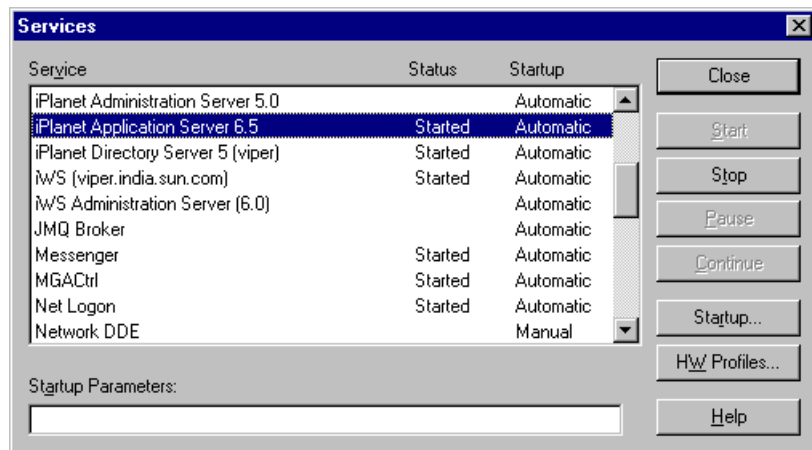 Services
Service Status Startup
iPlanet Administration Server 5.0 Automatic
iPlanet Application Server 6.5 Started Automatic
iPlanet Directory Server 5 (viper) Started Automatic
iWS (viper.india.sun.com) Started Automatic
iWS Administration Server (6.0) Automatic
JMQ Broker Automatic
Messenger Started Automatic
MGACtrl Started Automatic
Net Logon Started Automatic
Network DDE Manual
Startup Parameters:
Close
Start
Stop
Pause
Continue
Startup...
HW Profiles...
Help